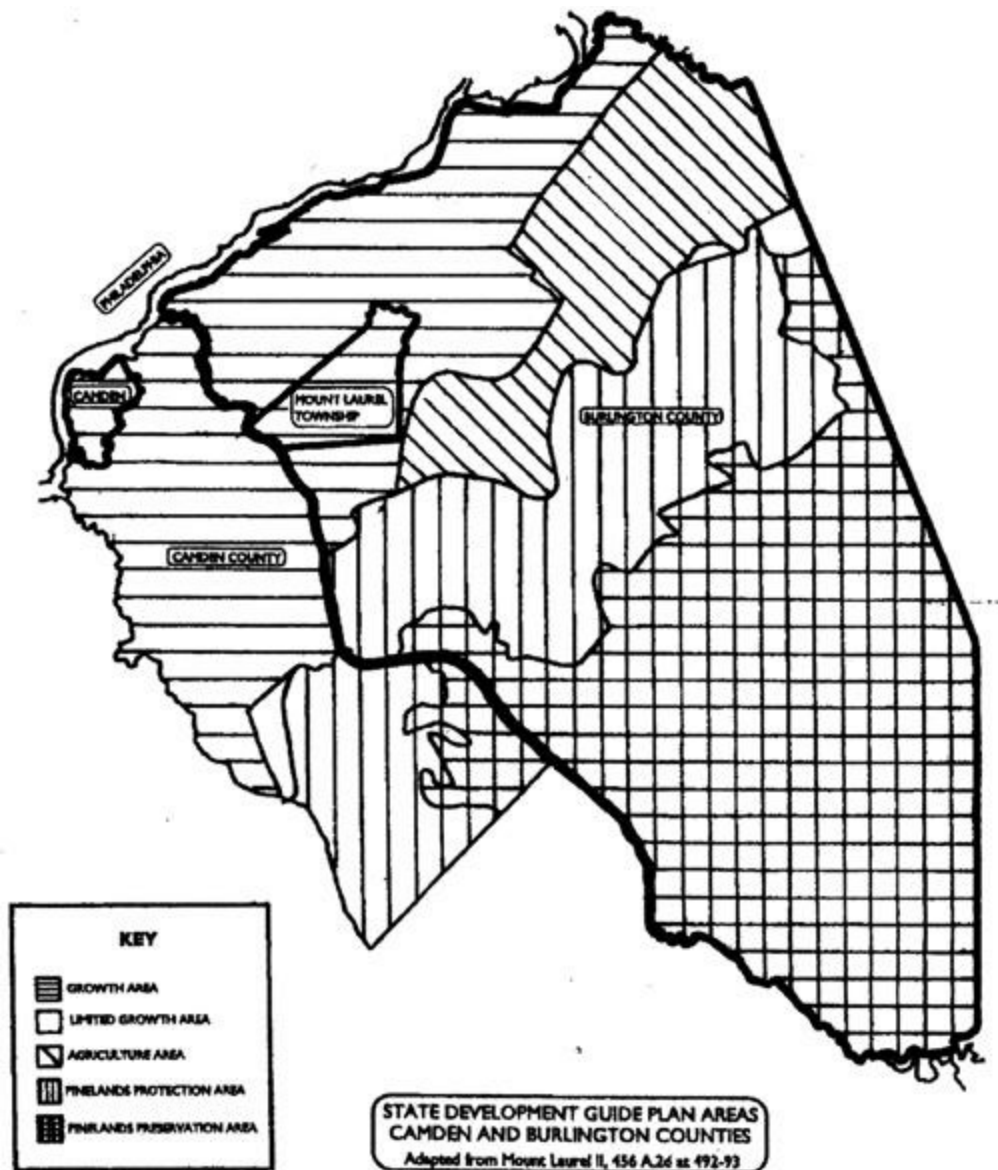 PHILADELPHIA
CAMDEN
MOUNT LAUREL
TOWNSHIP
BURLINGTON COUNTY
CAMDEN COUNTY
KEY
GROWTH AREA
LIMITED GROWTH AREA
AGRICULTURE AREA
PINELANDS PROTECTION AREA
PINELANDS PRESERVATION AREA
STATE DEVELOPMENT GUIDE PLAN AREAS
CAMDEN AND BURLINGTON COUNTIES
Adapted from Mount Laurel II, 456 A.2d at 492-93